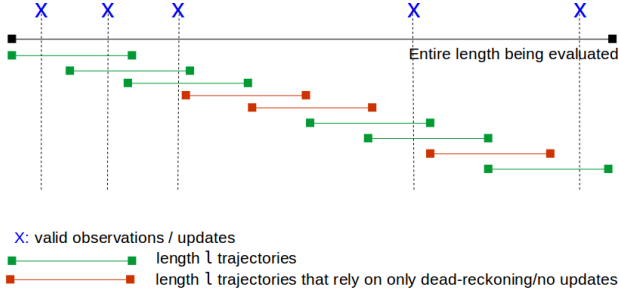 X X X X X
Entire length being evaluated
X: valid observations / updates
length l trajectories
length l trajectories that rely on only dead-reckoning/no updates